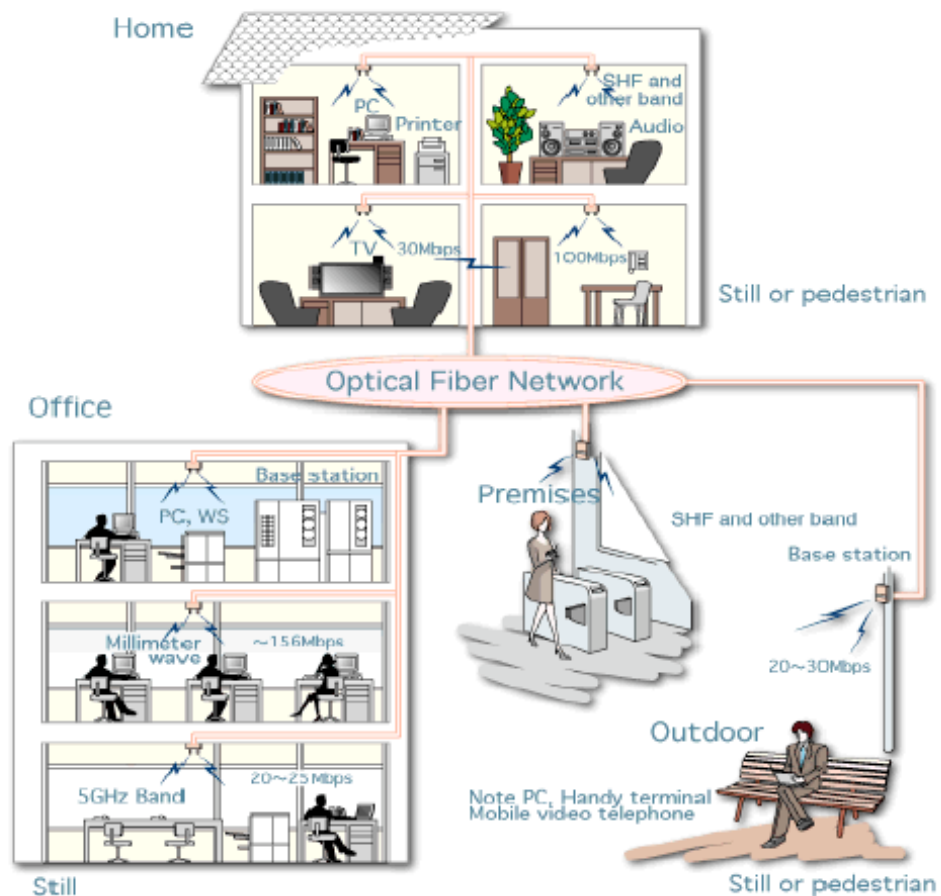 Home
PC
Printer
SHF and
other band
Audio
TV
30Mbps
100Mbps
Still or pedestrian
Optical Fiber Network
Office
Base station
PC, WS
Millimeter
wave
~156Mbps
20~25Mbps
5GHz Band
Still
Premises
SHF and other band
Base station
20~30Mbps
Outdoor
Note PC, Handy terminal
Mobile video telephone
Still or pedestrian